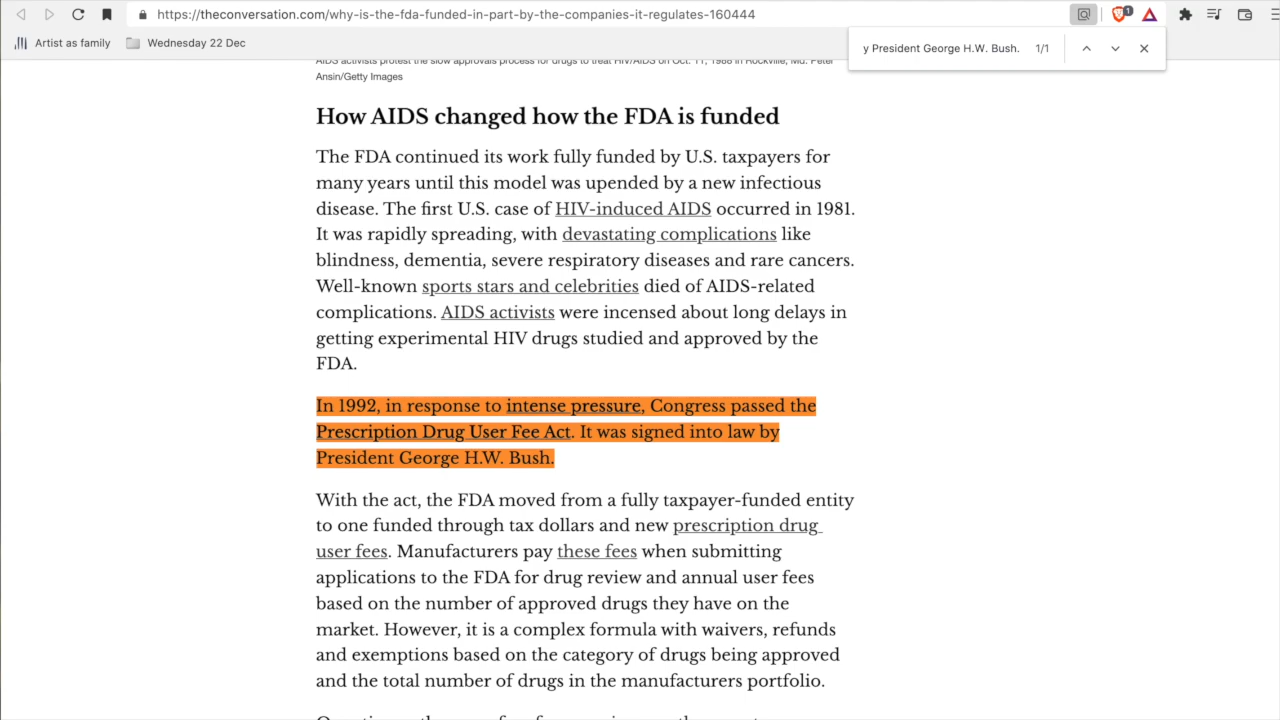 https://theconversation.com/why-is-the-fda-funded-in-part-by-the-companies-it-regulates-160444
1
Artist as family
Wednesday 22 Dec
y President George H.W. Bush.
1/1
AIDS activists protest the slow approvals process for drugs to treat HIV/AIDS on Oct. 11, 1988 in Rockville, Md. Peter
Ansin/Getty Images
How AIDS changed how the FDA is funded
The FDA continued its work fully funded by U.S. taxpayers for
many years until this model was upended by a new infectious
disease. The first U.S. case of HIV-induced AIDS occurred in 1981.
It was rapidly spreading, with devastating complications like
blindness, dementia, severe respiratory diseases and rare cancers.
Well-known sports stars and celebrities died of AIDS-related
complications. AIDS activists were incensed about long delays in
getting experimental HIV drugs studied and approved by the
FDA.
In 1992, in response to intense pressure, Congress passed the
Prescription Drug User Fee Act. It was signed into law by
President George H.W. Bush.
With the act, the FDA moved from a fully taxpayer-funded entity
to one funded through tax dollars and new prescription drug
user fees. Manufacturers pay these fees when submitting
applications to the FDA for drug review and annual user fees
based on the number of approved drugs they have on the
market. However, it is a complex formula with waivers, refunds
and exemptions based on the category of drugs being approved
and the total number of drugs in the manufacturers portfolio.